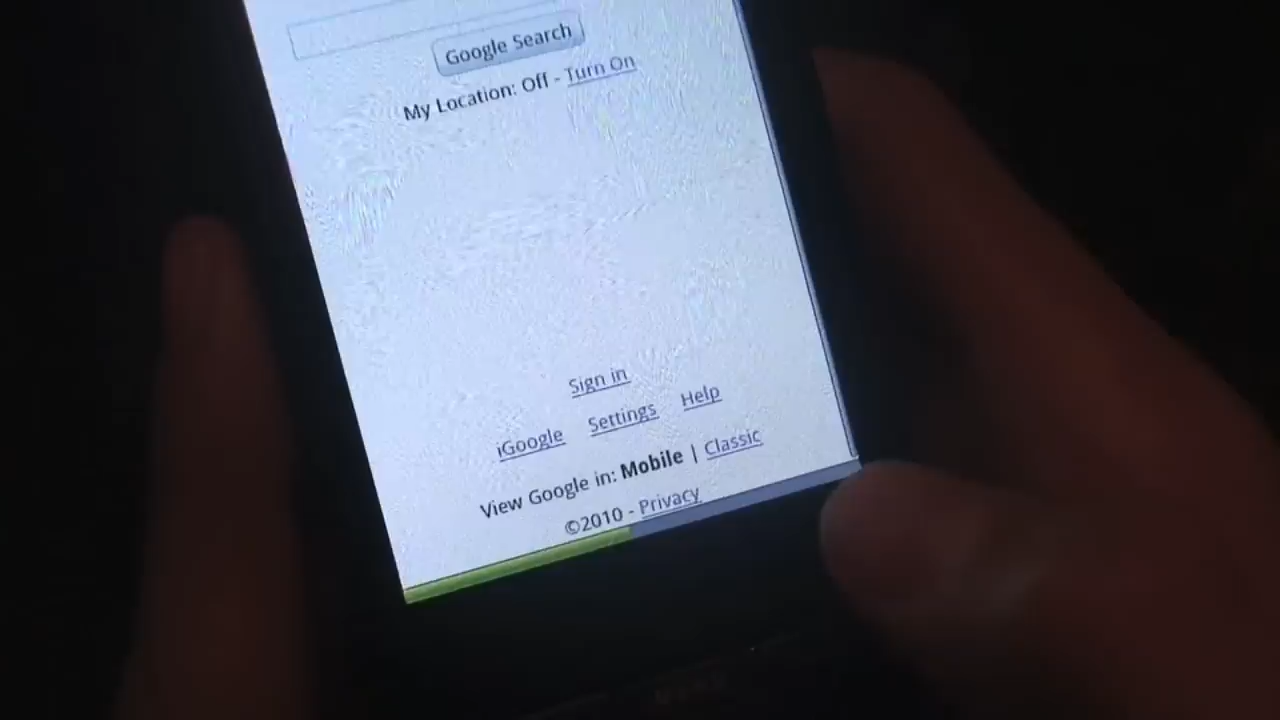 Google Search
My Location: Off - Turn On
Sign in
iGoogle Settings Help
View Google in: Mobile | Classic
©2010 - Privacy